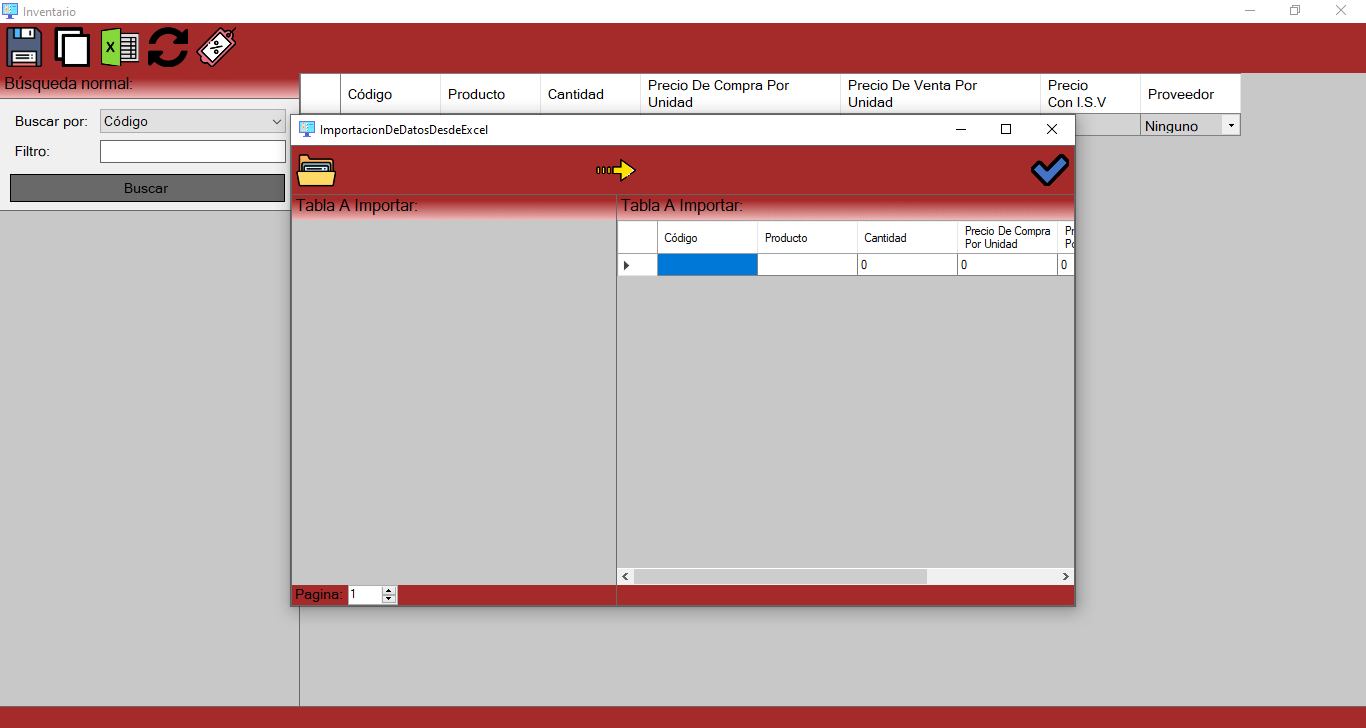 Inventario
X
Búsqueda normal:
Buscar por: Código
Filtro:
Buscar
Código Producto Cantidad Precio De Compra Por Unidad Precio De Venta Por Unidad Precio Con I.S.V Proveedor
Ninguno
ImportacionDeDatosDesdeExcel
Tabla A Importar:
Tabla A Importar:
Código Producto Cantidad Precio De Compra Por Unidad
0 0 0
Pagina: 1